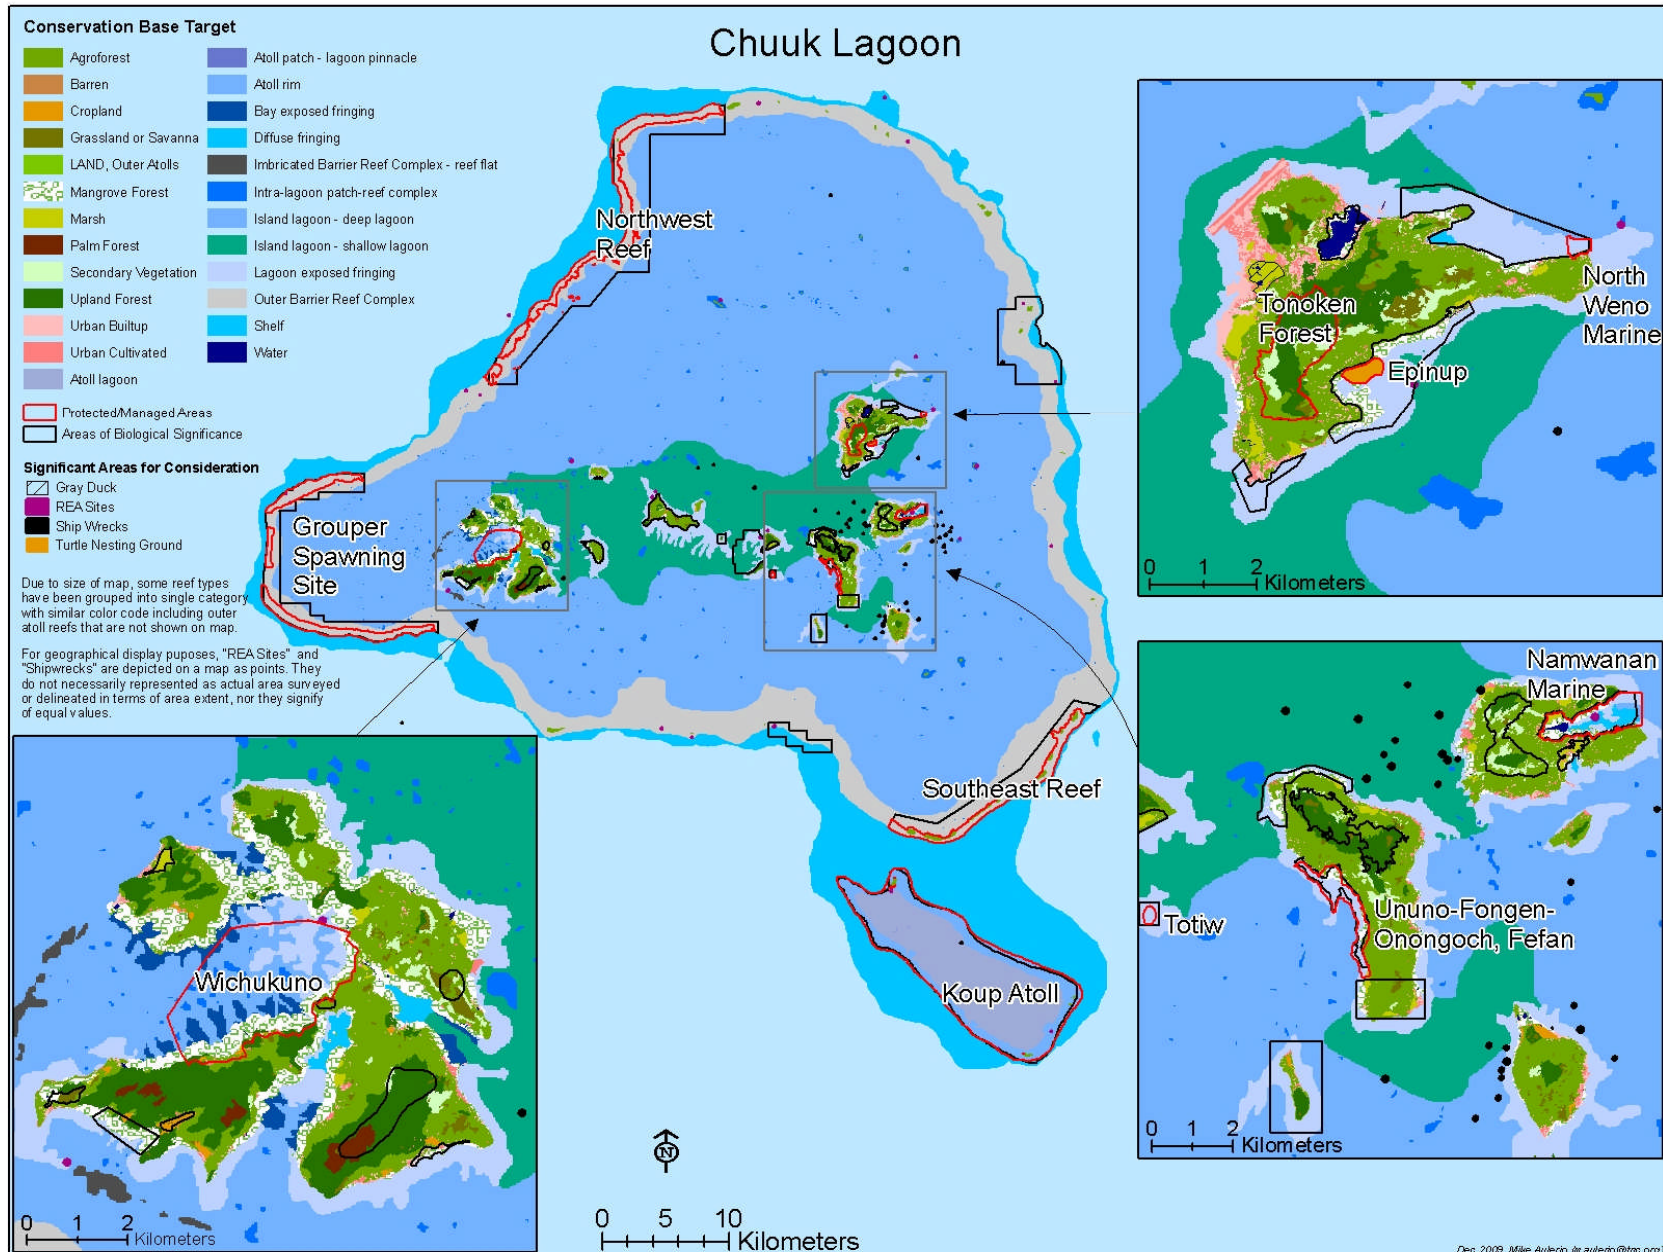 Chuuk Lagoon
Conservation Base Target
Agroforest
Barren
Cropland
Grassland or Savanna
LAND, Outer Atolls
Mangrove Forest
Marsh
Palm Forest
Secondary Vegetation
Upland Forest
Urban Builtup
Urban Cultivated
Atoll lagoon
Atoll patch - lagoon pinnacle
Atoll rim
Bay exposed fringing
Diffuse fringing
Imbricated Barrier Reef Complex - reef flat
Intra-lagoon patch-reef complex
Island lagoon - deep lagoon
Island lagoon - shallow lagoon
Lagoon exposed fringing
Outer Barrier Reef Complex
Shelf
Water
Protected/Managed Areas
Areas of Biological Significance
Significant Areas for Consideration
Gray Duck
REA Sites
Ship Wrecks
Turtle Nesting Ground
Due to size of map, some reef types
have been grouped into single category
with similar color code including outer
atoll reefs that are not shown on map.
For geographical display puposes, "REA Sites" and
"Shipwrecks" are depicted on a map as points. They
do not necessarily represented as actual area surveyed
or delineated in terms of area extent, nor they signify
of equal values.
Northwest
Reef
Grouper
Spawning
Site
Southeast Reef
Koup Atoll
N
0 5 10
Kilometers
Tonoken
Forest
North
Weno
Marine
Epinup
0 1 2
Kilometers
Namwanan
Marine
Totiw
Ununo-Fongen-
Onongoch, Fefan
0 1 2
Kilometers
Wichukuno
0 1 2
Kilometers
Dec 2009, Mike Aulerio